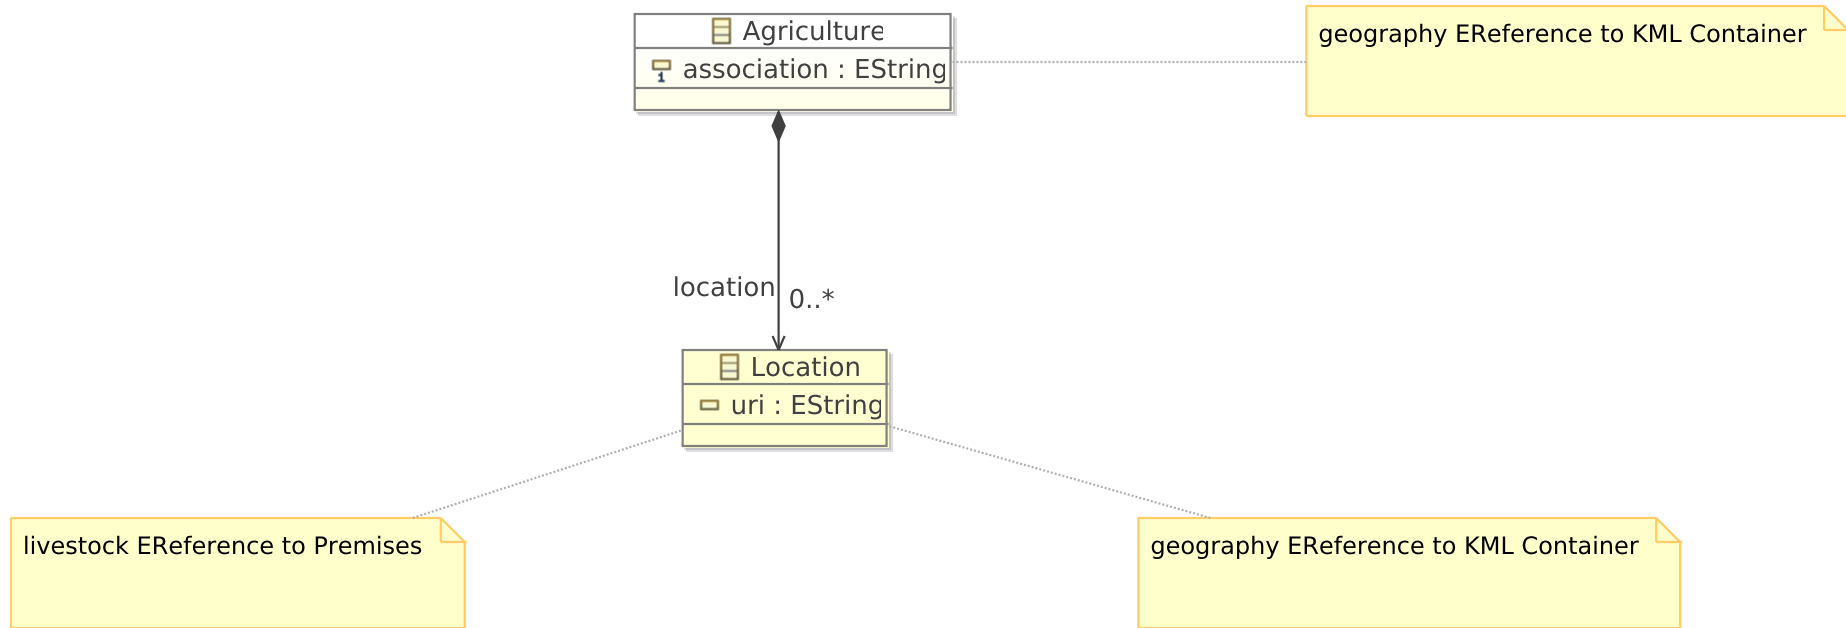 Agriculture
association : EString
1
geography EReference to KML Container
location
0..*
Location
uri : EString
livestock EReference to Premises
geography EReference to KML Container